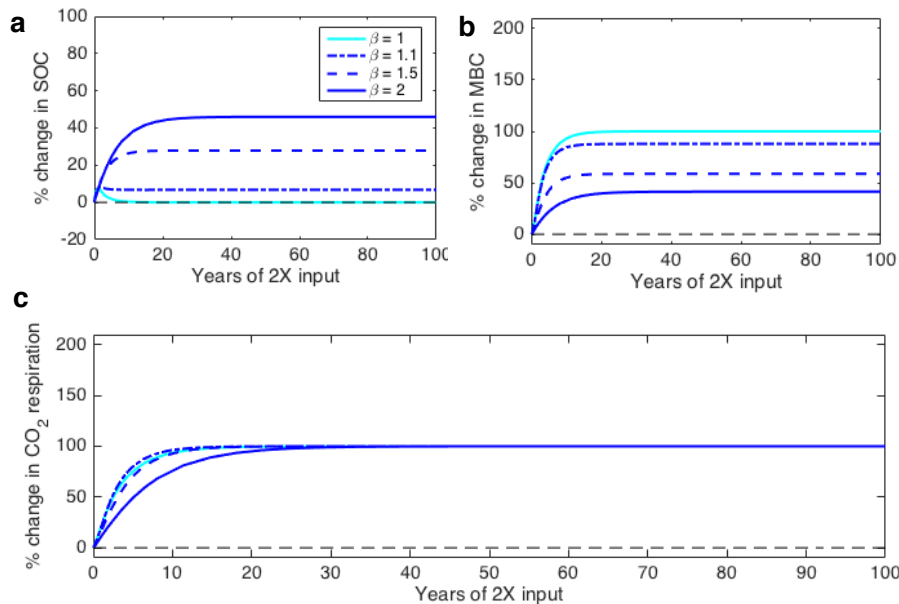 a
% change in SOC
100
80
60
40
20
0
-20
β = 1
β = 1.1
β = 1.5
β = 2
0 20 40 60 80 100
Years of 2X input
b
% change in MBC
200
150
100
50
0
0 20 40 60 80 100
Years of 2X input
c
% change in CO2 respiration
200
150
100
50
0
0 10 20 30 40 50 60 70 80 90 100
Years of 2X input